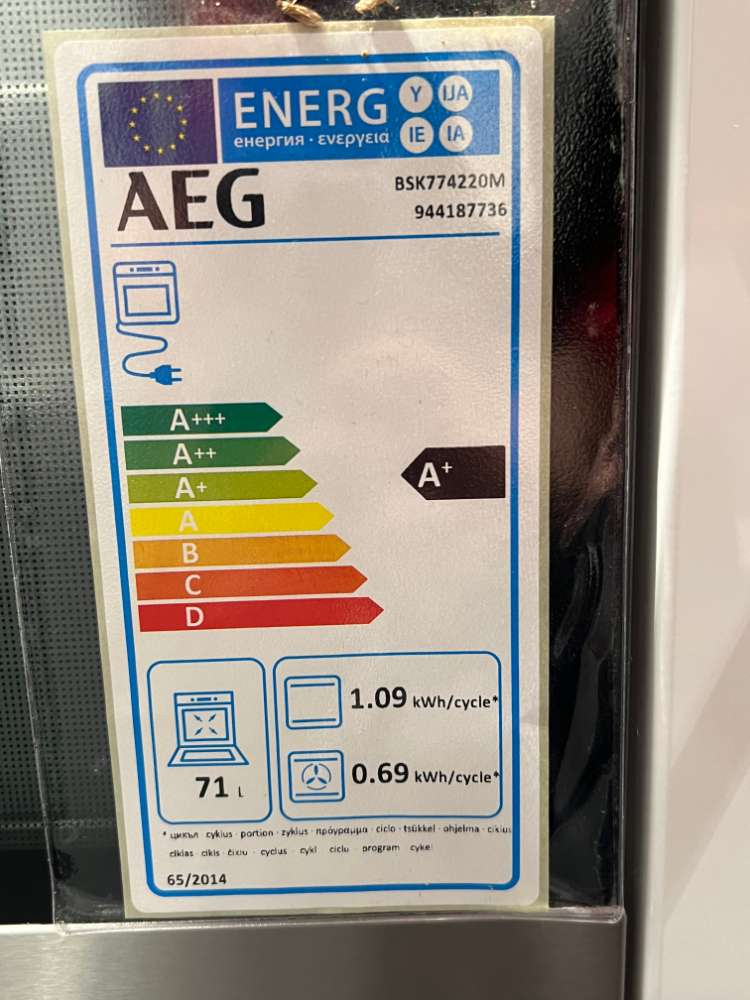 ENERG Y IJA
енергия · ενεργεια IE IA
AEG
BSK774220M
944187736
A+++
A++
A+
A+
A
B
C
D
1.09 kWh/cycle*
71 L
0.69 kWh/cycle*
* цикъл cyklus · portion · zyklus · πρόγραμμα · ciclo · tsükkel · ohjelma · ciklus
ciklas cikls ċiklu · cyclus · cykl ciclu · program cykel
65/2014